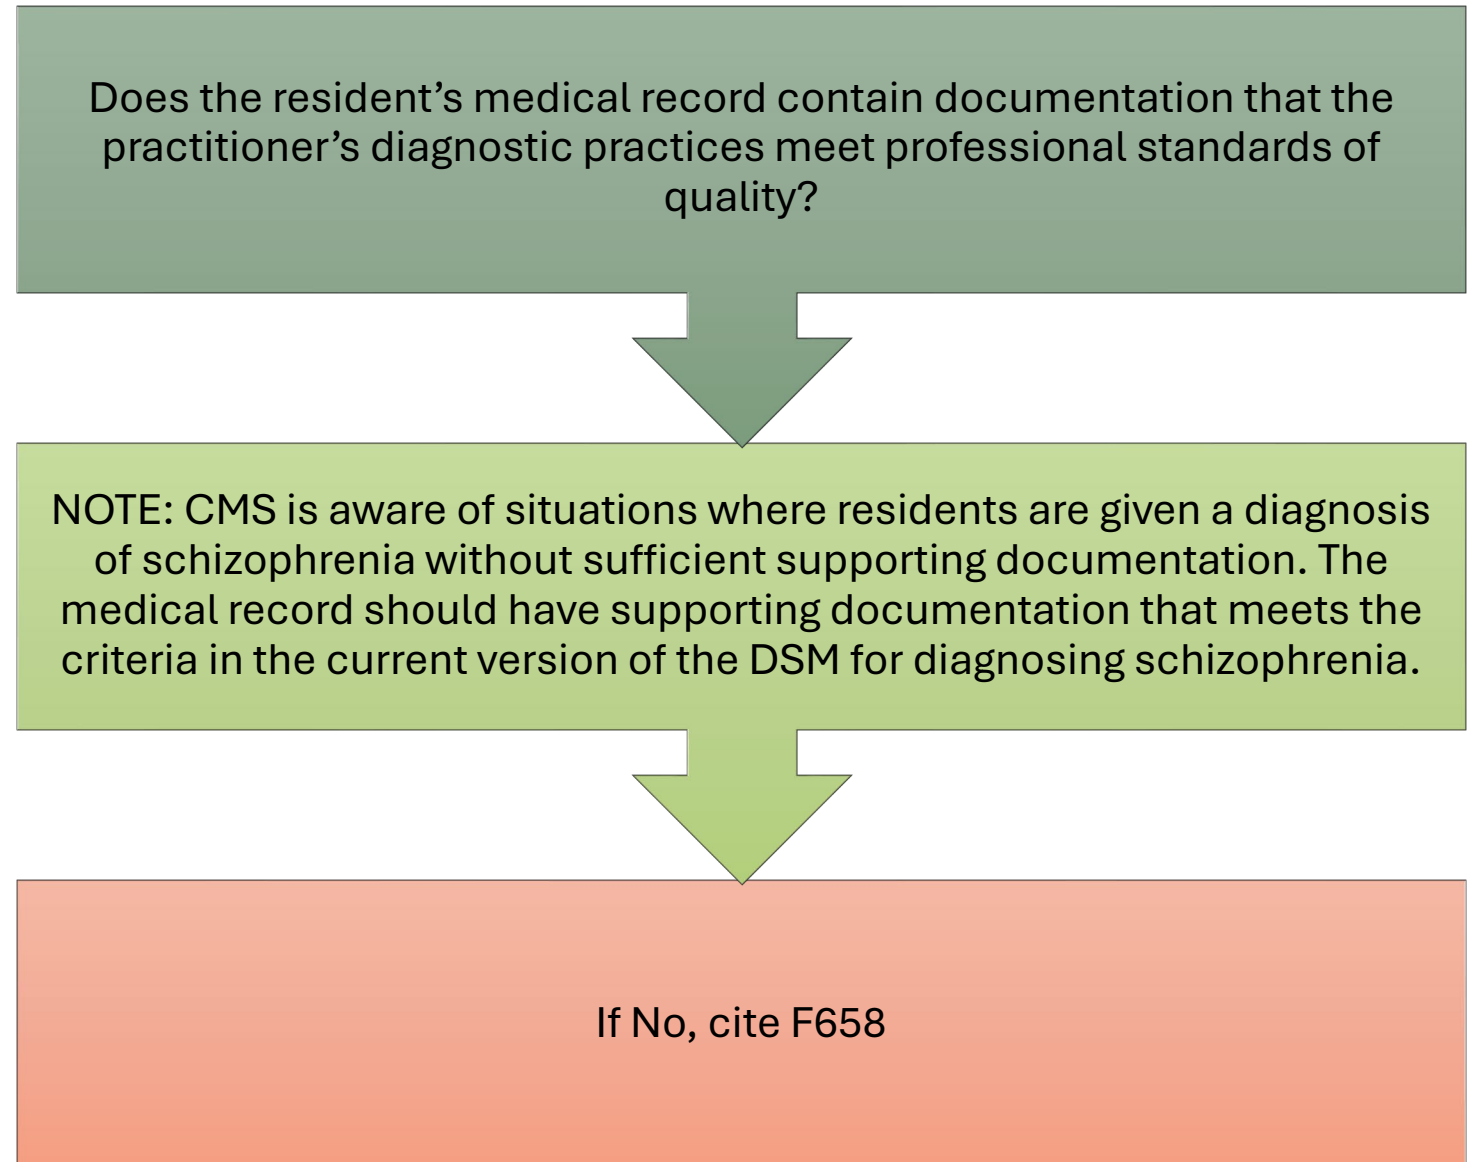 Does the resident’s medical record contain documentation that the
practitioner’s diagnostic practices meet professional standards of
quality?
NOTE: CMS is aware of situations where residents are given a diagnosis
of schizophrenia without sufficient supporting documentation. The
medical record should have supporting documentation that meets the
criteria in the current version of the DSM for diagnosing schizophrenia.
If No, cite F658